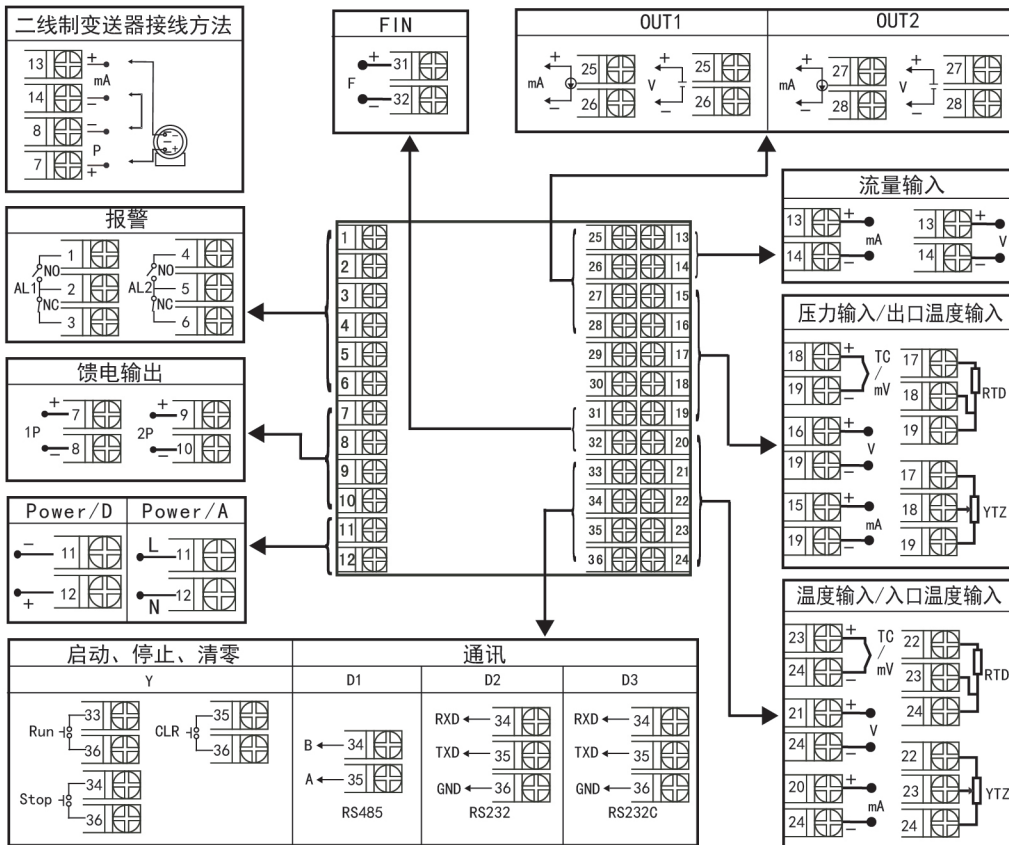 二线制变送器接线方法
13 + mA
14 −
8 − P
7 +
FIN
F + 31
− 32
OUT1 OUT2
mA + 25 − 26
V + 25 − 26
mA + 27 − 28
V + 27 − 28
流量输入
13 + mA 13 + V
14 − 14 −
报警
AL1 1 NO 2 NC 3
AL2 4 NO 5 NC 6
馈电输出
1P + 7 − 8
2P + 9 − 10
Power/D Power/A
− 11 L 11
+ 12 N 12
1 25 13
2 26 14
3 27 15
4 28 16
5 29 17
6 30 18
7 31 19
8 32 20
9 33 21
10 34 22
11 35 23
12 36 24
压力输入/出口温度输入
18 + TC/mV 17 RTD
19 − 18
19
16 + V
19 −
17 YTZ
18
19
15 + mA
19 −
温度输入/入口温度输入
23 + TC/mV 22 RTD
24 − 23
24
21 + V
24 −
22 YTZ
23
24
20 + mA
24 −
启动、停止、清零 通讯
Y D1 D2 D3
Run 33 36
CLR 35 36
Stop 34 36
B 34
A 35
RS485
RXD 34
TXD 35
GND 36
RS232
RXD 34
TXD 35
GND 36
RS232C